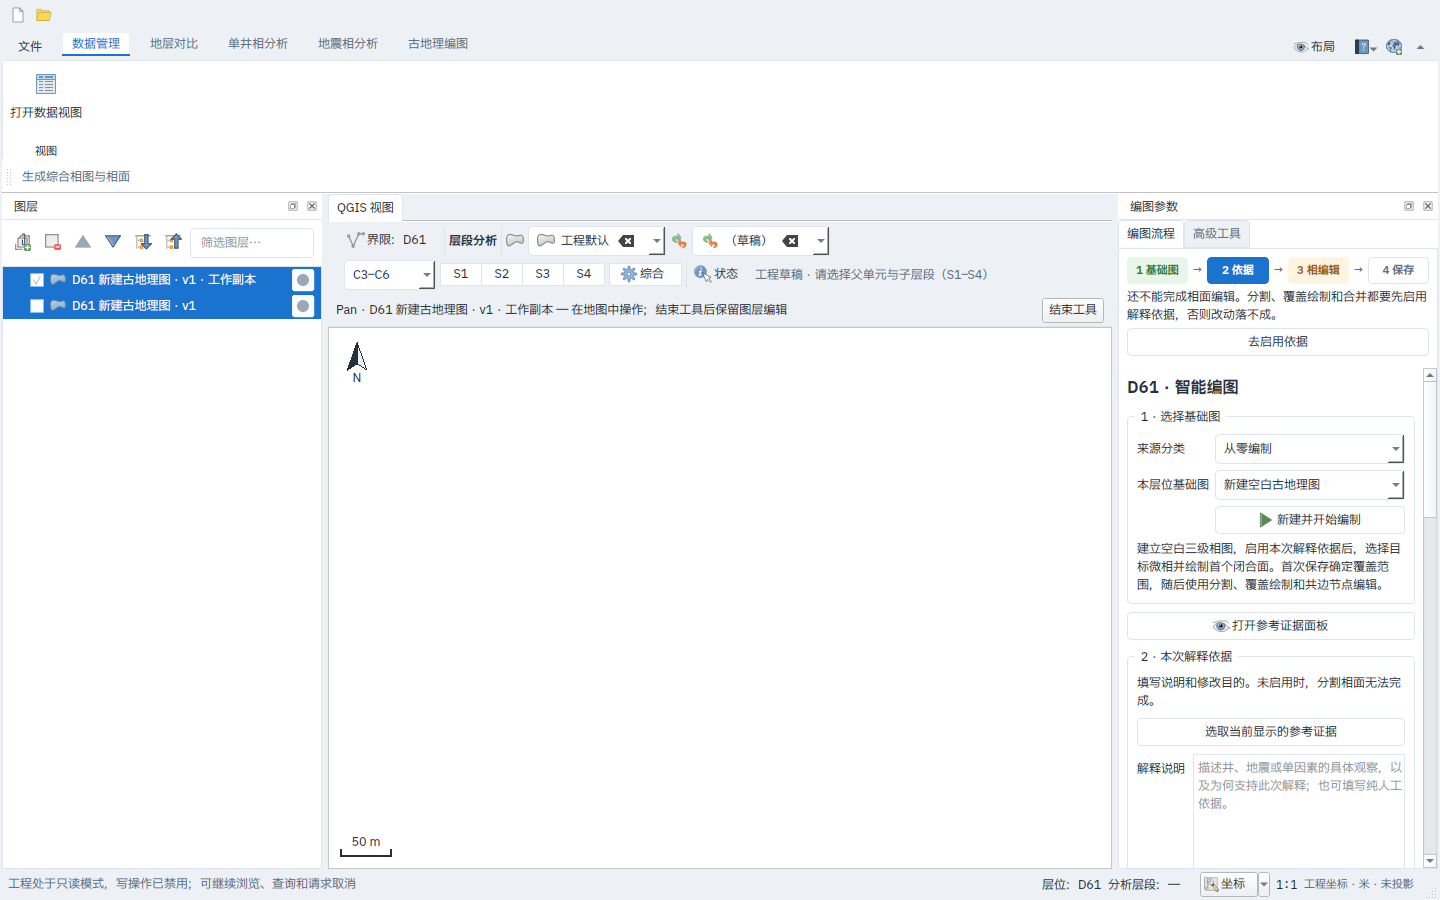 文件
数据管理
地层对比
单井相分析
地震相分析
古地理编图
布局
打开数据视图
视图
生成综合相图与相面
图层
筛选图层…
D61 新建古地理图 · v1 · 工作副本
D61 新建古地理图 · v1
QGIS 视图
界限: D61
层段分析
工程默认
（草稿）
C3—C6
S1
S2
S3
S4
综合
状态
工程草稿 · 请选择父单元与子层段（S1—S4）
Pan · D61 新建古地理图 · v1 · 工作副本 — 在地图中操作；结束工具后保留图层编辑
结束工具
N
50 m
编图参数
编图流程
高级工具
1 基础图 → 2 依据 → 3 相编辑 → 4 保存
还不能完成相面编辑。分割、覆盖绘制和合并都要先启用
解释依据，否则改动落不成。
去启用依据
D61 · 智能编图
1 · 选择基础图
来源分类
从零编制
本层位基础图
新建空白古地理图
新建并开始编制
建立空白三级相图，启用本次解释依据后，选择目
标微相并绘制首个闭合面。首次保存确定覆盖范
围，随后使用分割、覆盖绘制和共边节点编辑。
打开参考证据面板
2 · 本次解释依据
填写说明和修改目的。未启用时，分割相面无法完
成。
选取当前显示的参考证据
解释说明
描述井、地震或单因素的具体观察，以
及为何支持此次解释；也可填写纯人工
依据。
工程处于只读模式，写操作已禁用；可继续浏览、查询和请求取消
层位: D61 分析层段: —
坐标
1:1
工程坐标 · 米 · 未投影